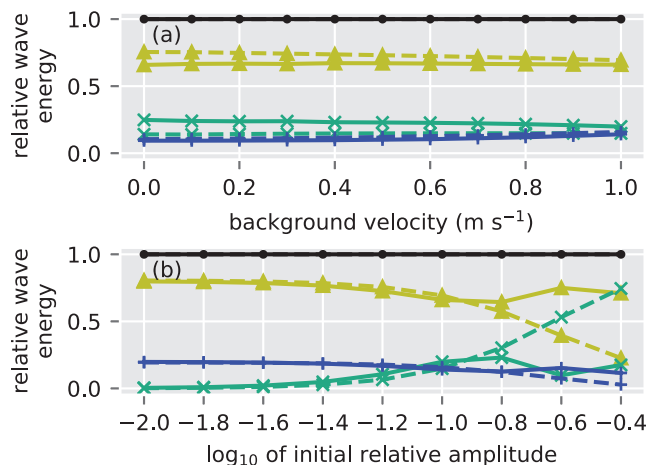 relative wave
energy
1.0
0.5
0.0
(a)
0.0 0.2 0.4 0.6 0.8 1.0
background velocity (m s⁻¹)
relative wave
energy
1.0
0.5
0.0
(b)
−2.0 −1.8 −1.6 −1.4 −1.2 −1.0 −0.8 −0.6 −0.4
log₁₀ of initial relative amplitude